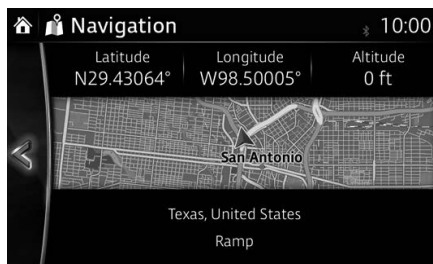 Navigation 10:00
Latitude Longitude Altitude
N29.43064° W98.50005° 0 ft
San Antonio
Texas, United States
Ramp